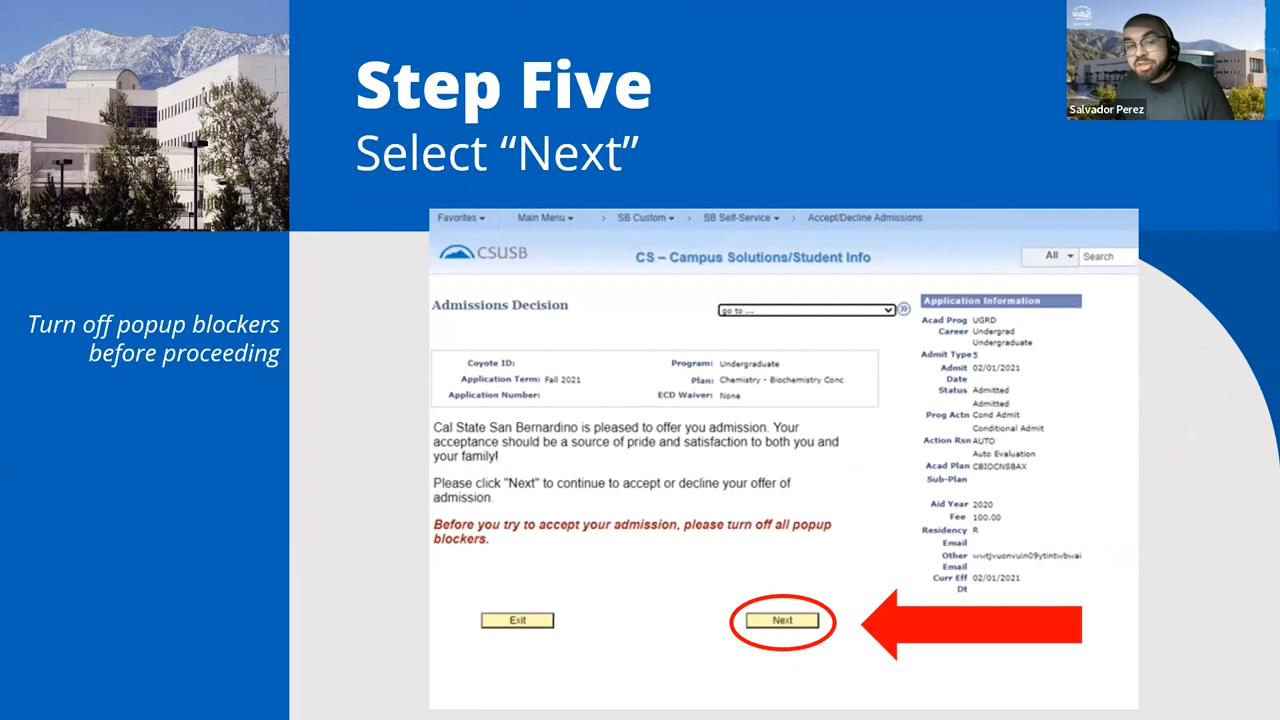 Step Five
Select “Next”
Salvador Perez
Turn off popup blockers
before proceeding
Favorites
Main Menu
SB Custom
SB Self-Service
Accept/Decline Admissions
CSUSB
CS – Campus Solutions/Student Info
All
Search
Admissions Decision
go to ...
Coyote ID:
Program: Undergraduate
Application Term: Fall 2021
Plan: Chemistry - Biochemistry Conc
Application Number:
ECD Waiver: None
Cal State San Bernardino is pleased to offer you admission. Your
acceptance should be a source of pride and satisfaction to both you and
your family!
Please click "Next" to continue to accept or decline your offer of
admission.
Before you try to accept your admission, please turn off all popup
blockers.
Exit
Next
Application Information
Acad Prog UGRD
Career Undergrad
Undergraduate
Admit Type 5
Admit 02/01/2021
Date
Status Admitted
Admitted
Prog Actn Cond Admit
Conditional Admit
Action Rsn AUTO
Auto Evaluation
Acad Plan CBIOCNSBAX
Sub-Plan
Aid Year 2020
Fee 100.00
Residency R
Email
Other
Email
Curr Eff 02/01/2021
Dt